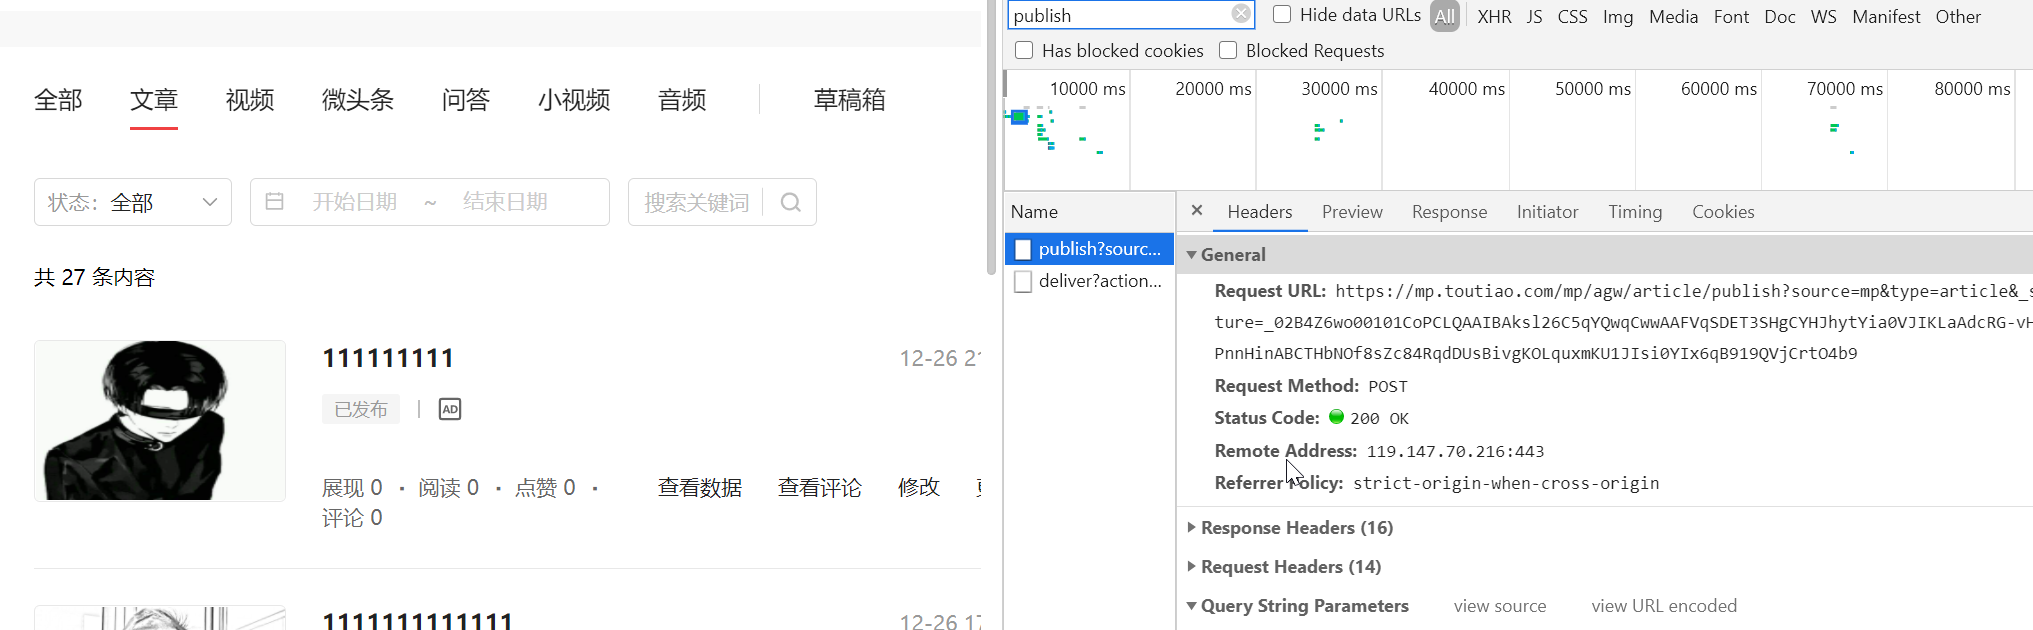 全部 文章 视频 微头条 问答 小视频 音频 草稿箱
状态: 全部 开始日期 ~ 结束日期 搜索关键词
共 27 条内容
111111111
12-26 21
已发布 | AD
展现 0 · 阅读 0 · 点赞 0 ·
评论 0
查看数据 查看评论 修改
1111111111111
12-26 17
publish
Hide data URLs All XHR JS CSS Img Media Font Doc WS Manifest Other
Has blocked cookies Blocked Requests
10000 ms 20000 ms 30000 ms 40000 ms 50000 ms 60000 ms 70000 ms 80000 ms
Name
publish?sourc...
deliver?action...
× Headers Preview Response Initiator Timing Cookies
General
Request URL: https://mp.toutiao.com/mp/agw/article/publish?source=mp&type=article&_s
ture=_02B4Z6wo00101CoPCLQAAIBAksl26C5qYQwqCwwAAFVqSDET3SHgCYHJhytYia0VJIKLaAdcRG-vH
PnnHinABCTHbNOf8sZc84RqdDUsBivgKOLquxmKU1JIsi0YIx6qB919QVjCrtO4b9
Request Method: POST
Status Code: 200 OK
Remote Address: 119.147.70.216:443
Referrer Policy: strict-origin-when-cross-origin
Response Headers (16)
Request Headers (14)
Query String Parameters view source view URL encoded